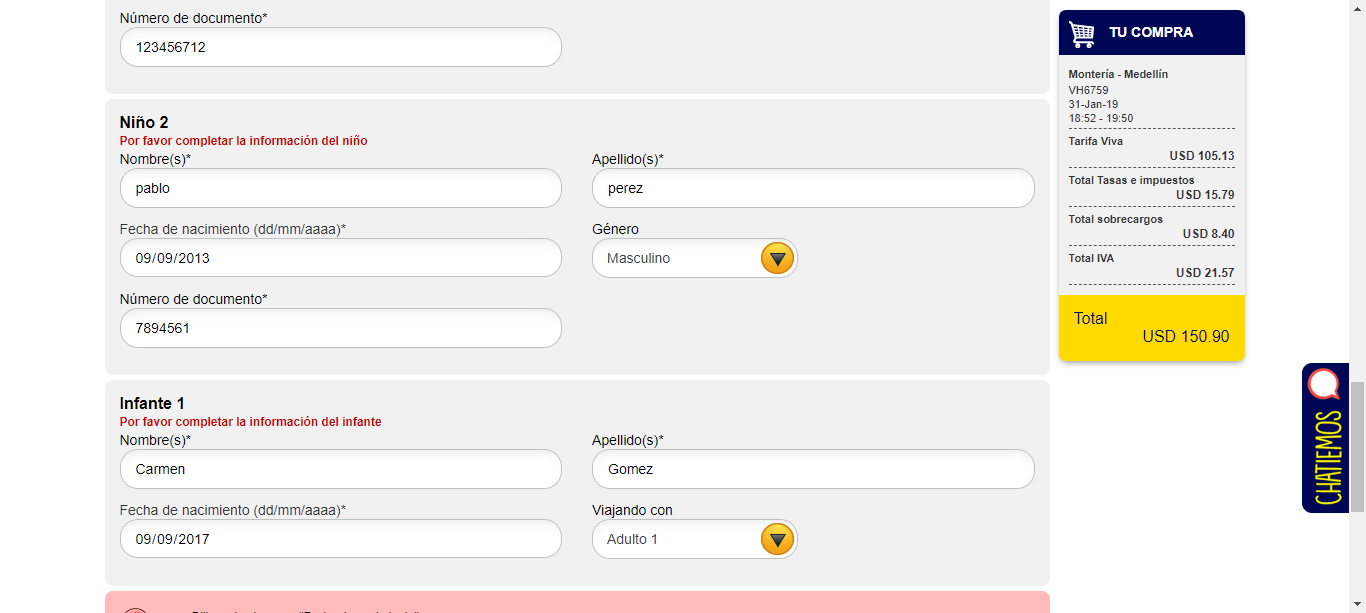 Número de documento*
123456712
Niño 2
Por favor completar la información del niño
Nombre(s)*
Apellido(s)*
pablo
perez
Fecha de nacimiento (dd/mm/aaaa)*
Género
09/09/2013
Masculino
Número de documento*
7894561
Infante 1
Por favor completar la información del infante
Nombre(s)*
Apellido(s)*
Carmen
Gomez
Fecha de nacimiento (dd/mm/aaaa)*
Viajando con
09/09/2017
Adulto 1
TU COMPRA
Montería - Medellín
VH6759
31-Jan-19
18:52 - 19:50
Tarifa Viva
USD 105.13
Total Tasas e impuestos
USD 15.79
Total sobrecargos
USD 8.40
Total IVA
USD 21.57
Total
USD 150.90
CHATIEMOS